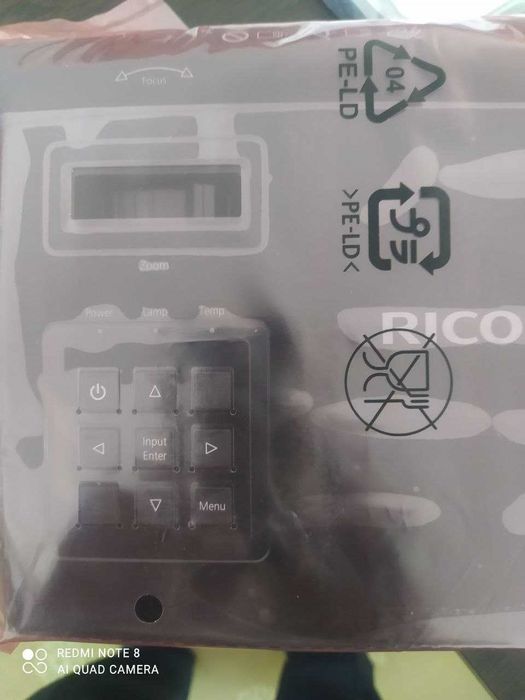 Focus
04
PE-LD
Zoom
>PE-LD<
プラ
Power Lamp Temp
RICO
Input
Enter
Menu
REDMI NOTE 8
AI QUAD CAMERA